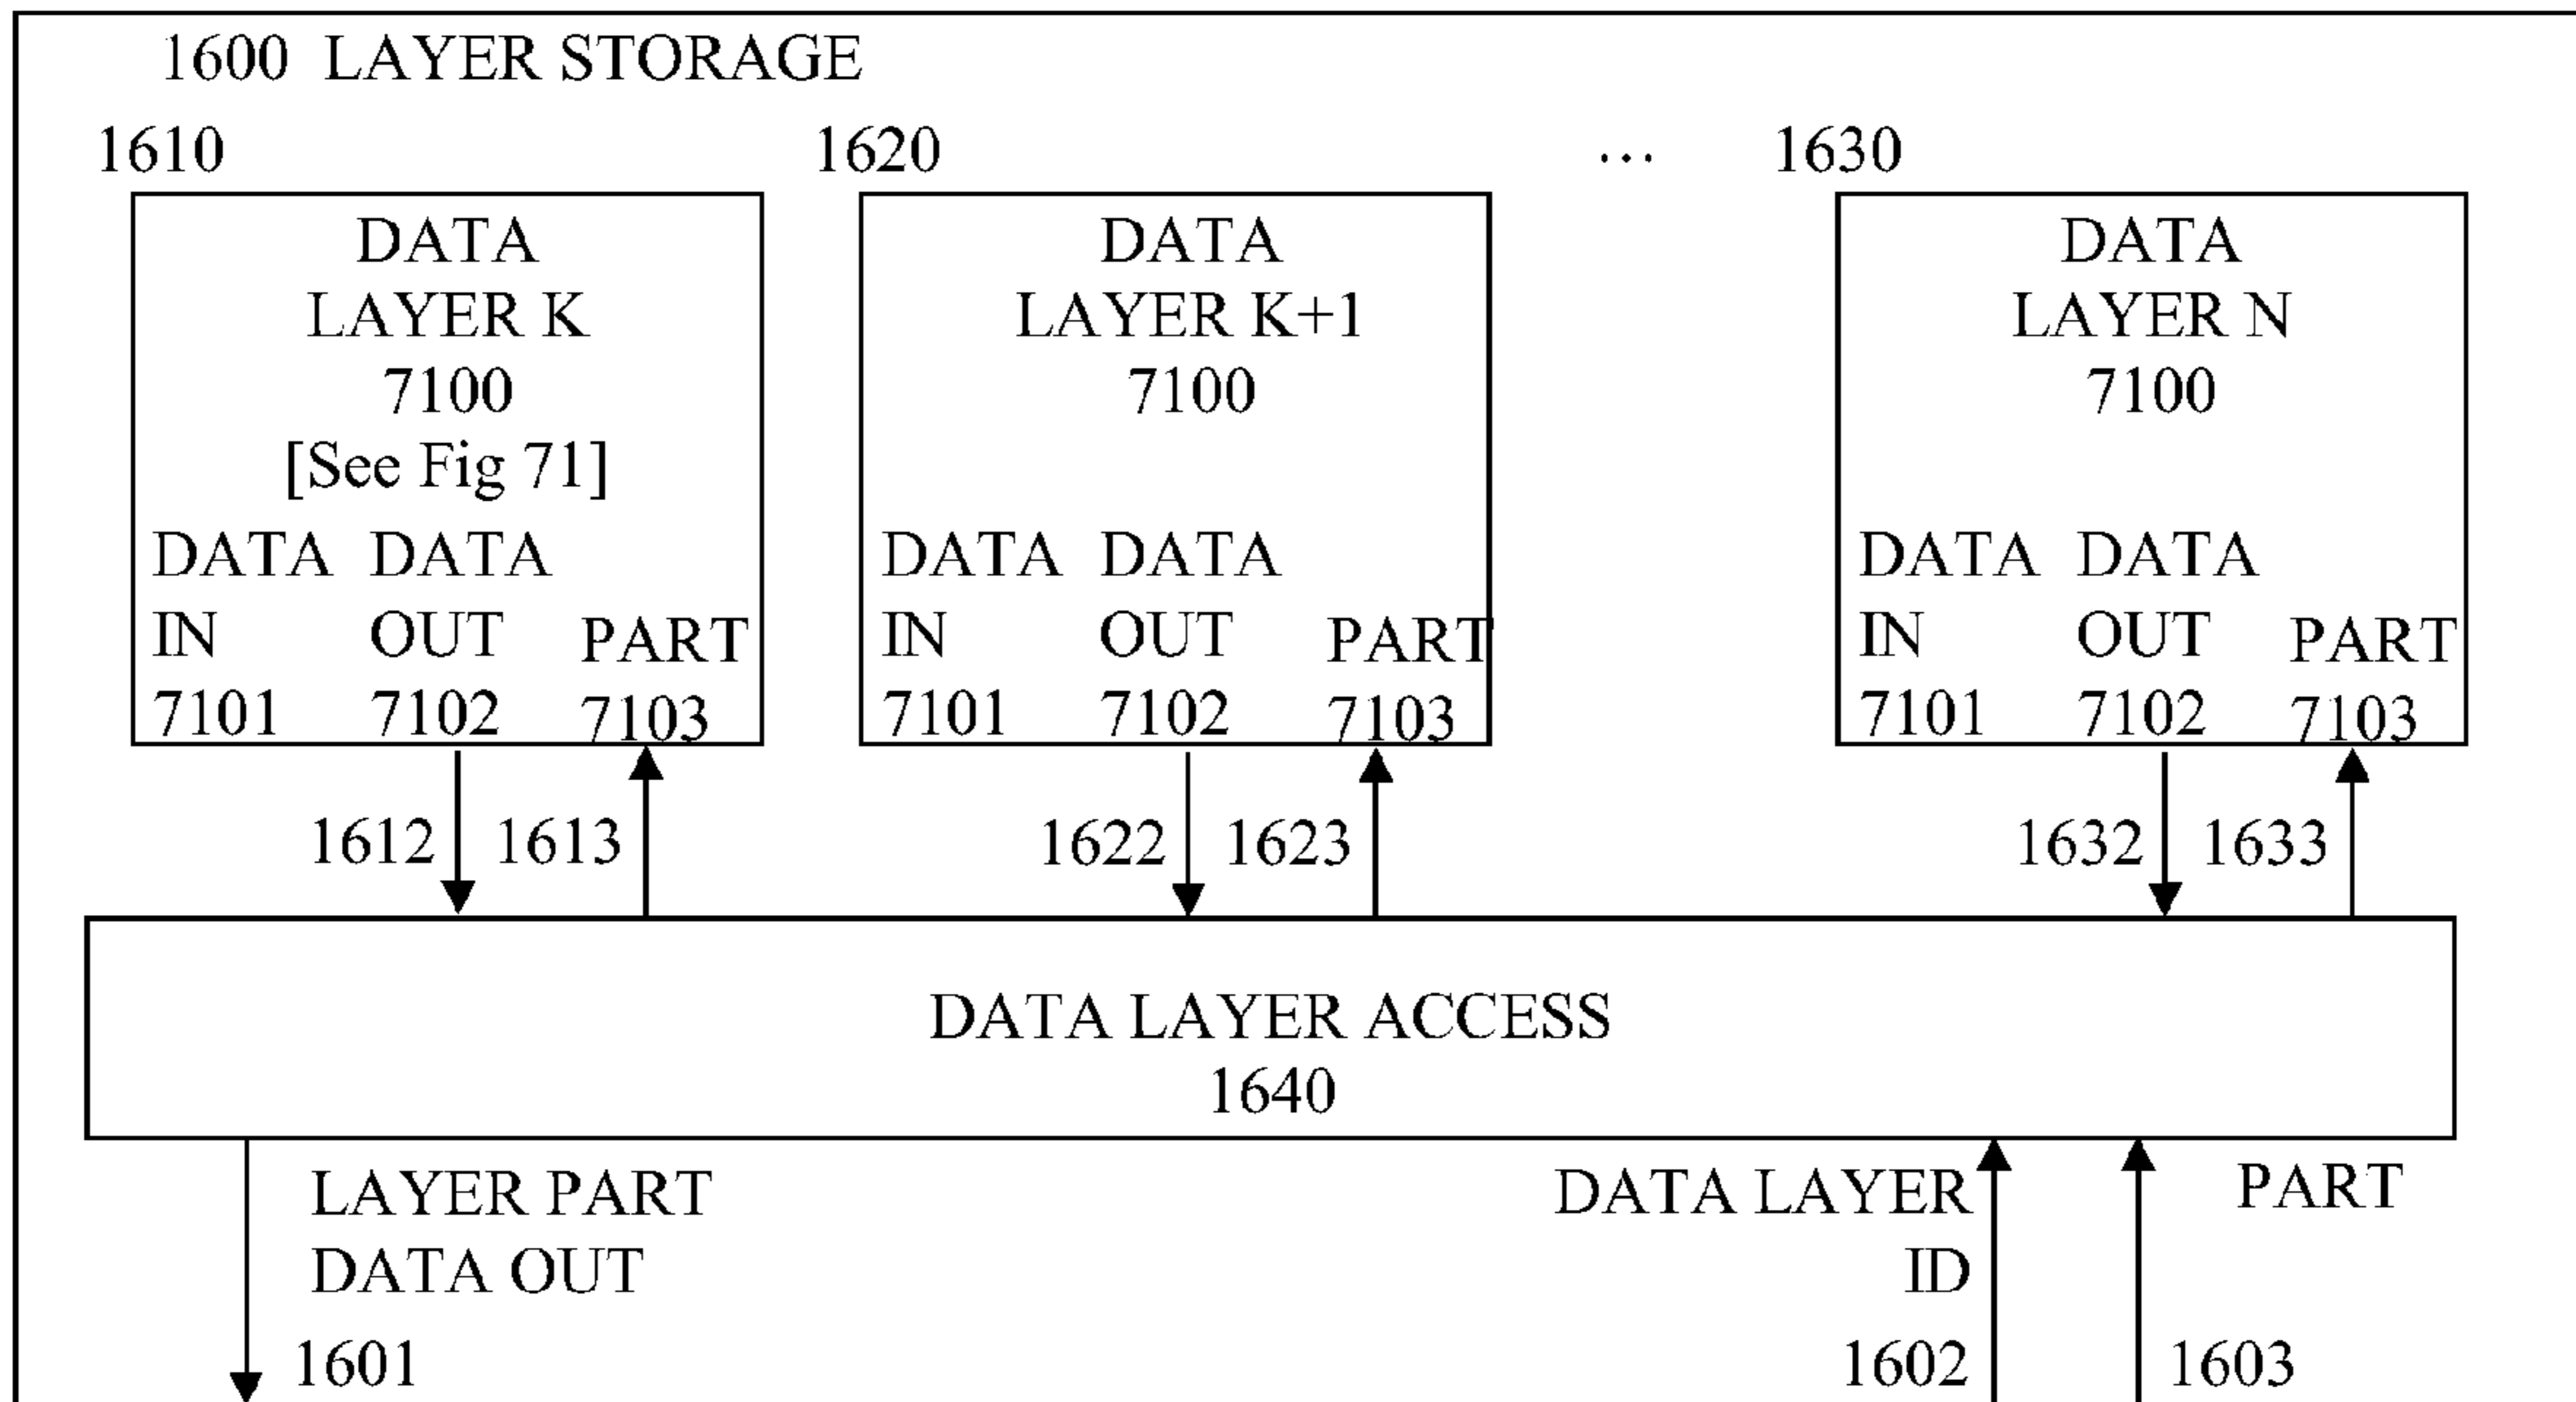 1600 LAYER STORAGE
1610 1620 ... 1630
DATA
LAYER K
7100
[See Fig 71]
DATA DATA
IN OUT PART
7101 7102 7103
DATA
LAYER K+1
7100
DATA DATA
IN OUT PART
7101 7102 7103
DATA
LAYER N
7100
DATA DATA
IN OUT PART
7101 7102 7103
1612 1613 1622 1623 1632 1633
DATA LAYER ACCESS
1640
LAYER PART
DATA OUT
1601
DATA LAYER
ID
1602
PART
1603